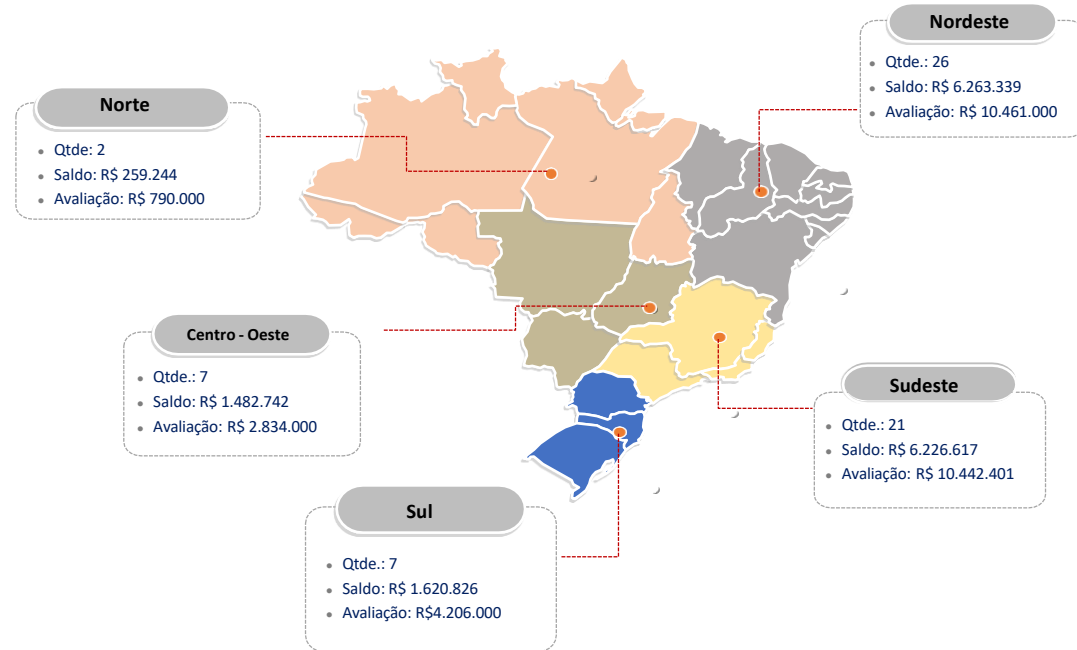 Nordeste
Qtde.: 26
Saldo: R$ 6.263.339
Avaliação: R$ 10.461.000
Norte
Qtde: 2
Saldo: R$ 259.244
Avaliação: R$ 790.000
Centro - Oeste
Qtde.: 7
Saldo: R$ 1.482.742
Avaliação: R$ 2.834.000
Sudeste
Qtde.: 21
Saldo: R$ 6.226.617
Avaliação: R$ 10.442.401
Sul
Qtde.: 7
Saldo: R$ 1.620.826
Avaliação: R$4.206.000